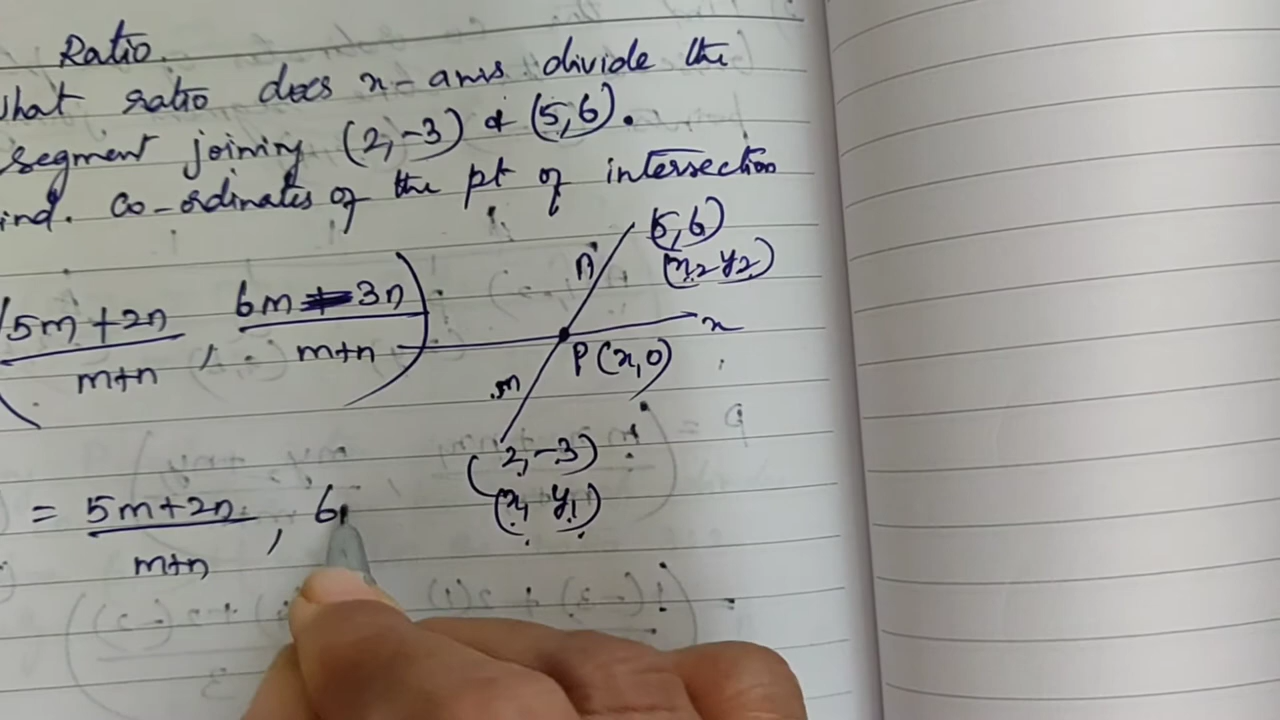 Ratio.
what ratio does x-axis divide the
segment joining (2,-3) & (5,6).
ind. Co-ordinates of the pt of intersection
(5m+2n / m+n, 6m - 3n / m+n)
n
(5,6)
(x2 y2)
x
P(x,0)
m
(2,-3)
(x1 y1)
= 5m+2n / m+n, 6